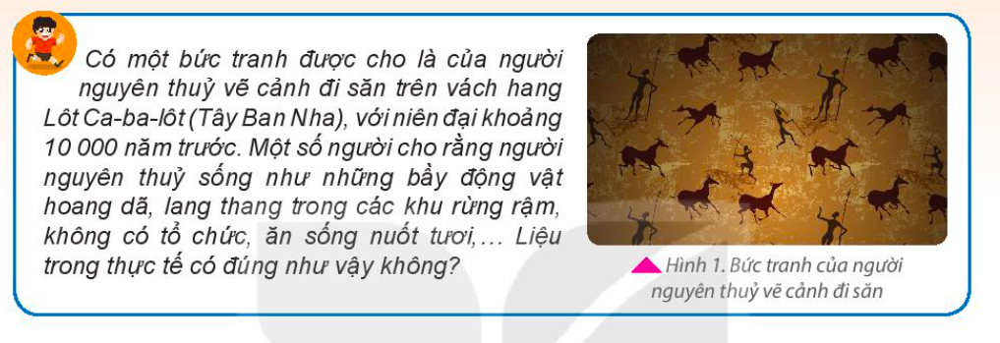 Có một bức tranh được cho là của người
nguyên thuỷ vẽ cảnh đi săn trên vách hang
Lôt Ca-ba-lôt (Tây Ban Nha), với niên đại khoảng
10 000 năm trước. Một số người cho rằng người
nguyên thuỷ sống như những bầy động vật
hoang dã, lang thang trong các khu rừng rậm,
không có tổ chức, ăn sống nuốt tươi,... Liệu
trong thực tế có đúng như vậy không?
Hình 1. Bức tranh của người
nguyên thuỷ vẽ cảnh đi săn